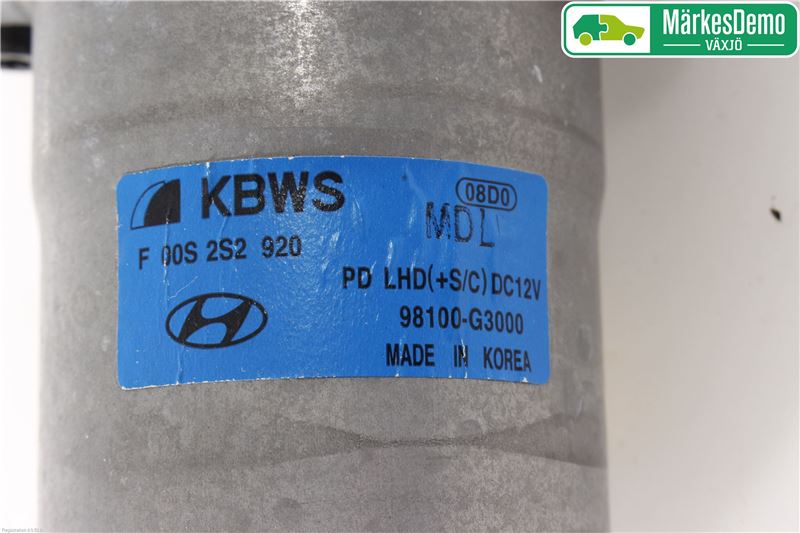 MärkesDemo
VÄXJÖ
KBWS
08D0
MDL
F 00S 2S2 920
PD LHD(+S/C) DC12V
98100-G3000
MADE IN KOREA